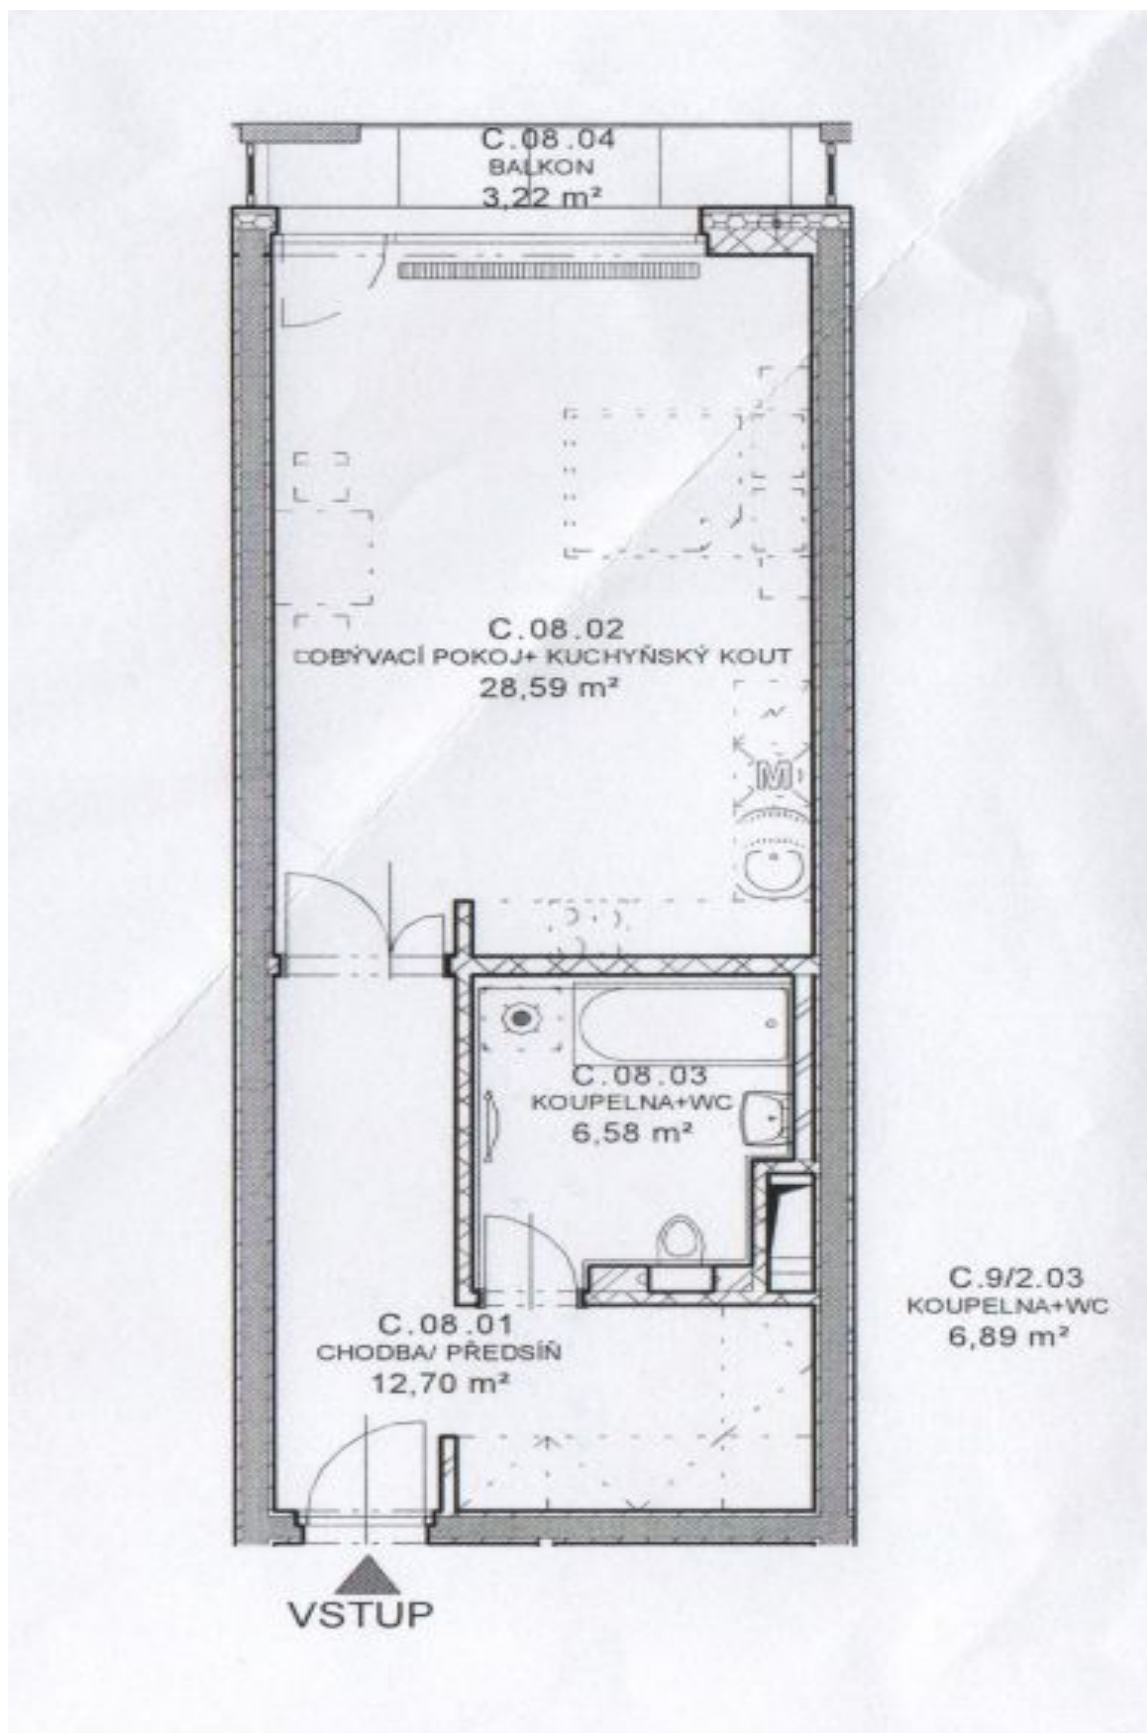 C.08.04
BALKON
3,22 m²
C.08.02
OBÝVACÍ POKOJ+ KUCHYŇSKÝ KOUT
28,59 m²
M
C.08.03
KOUPELNA+WC
6,58 m²
C.9/2.03
KOUPELNA+WC
6,89 m²
C.08.01
CHODBA/ PŘEDSÍŇ
12,70 m²
VSTUP